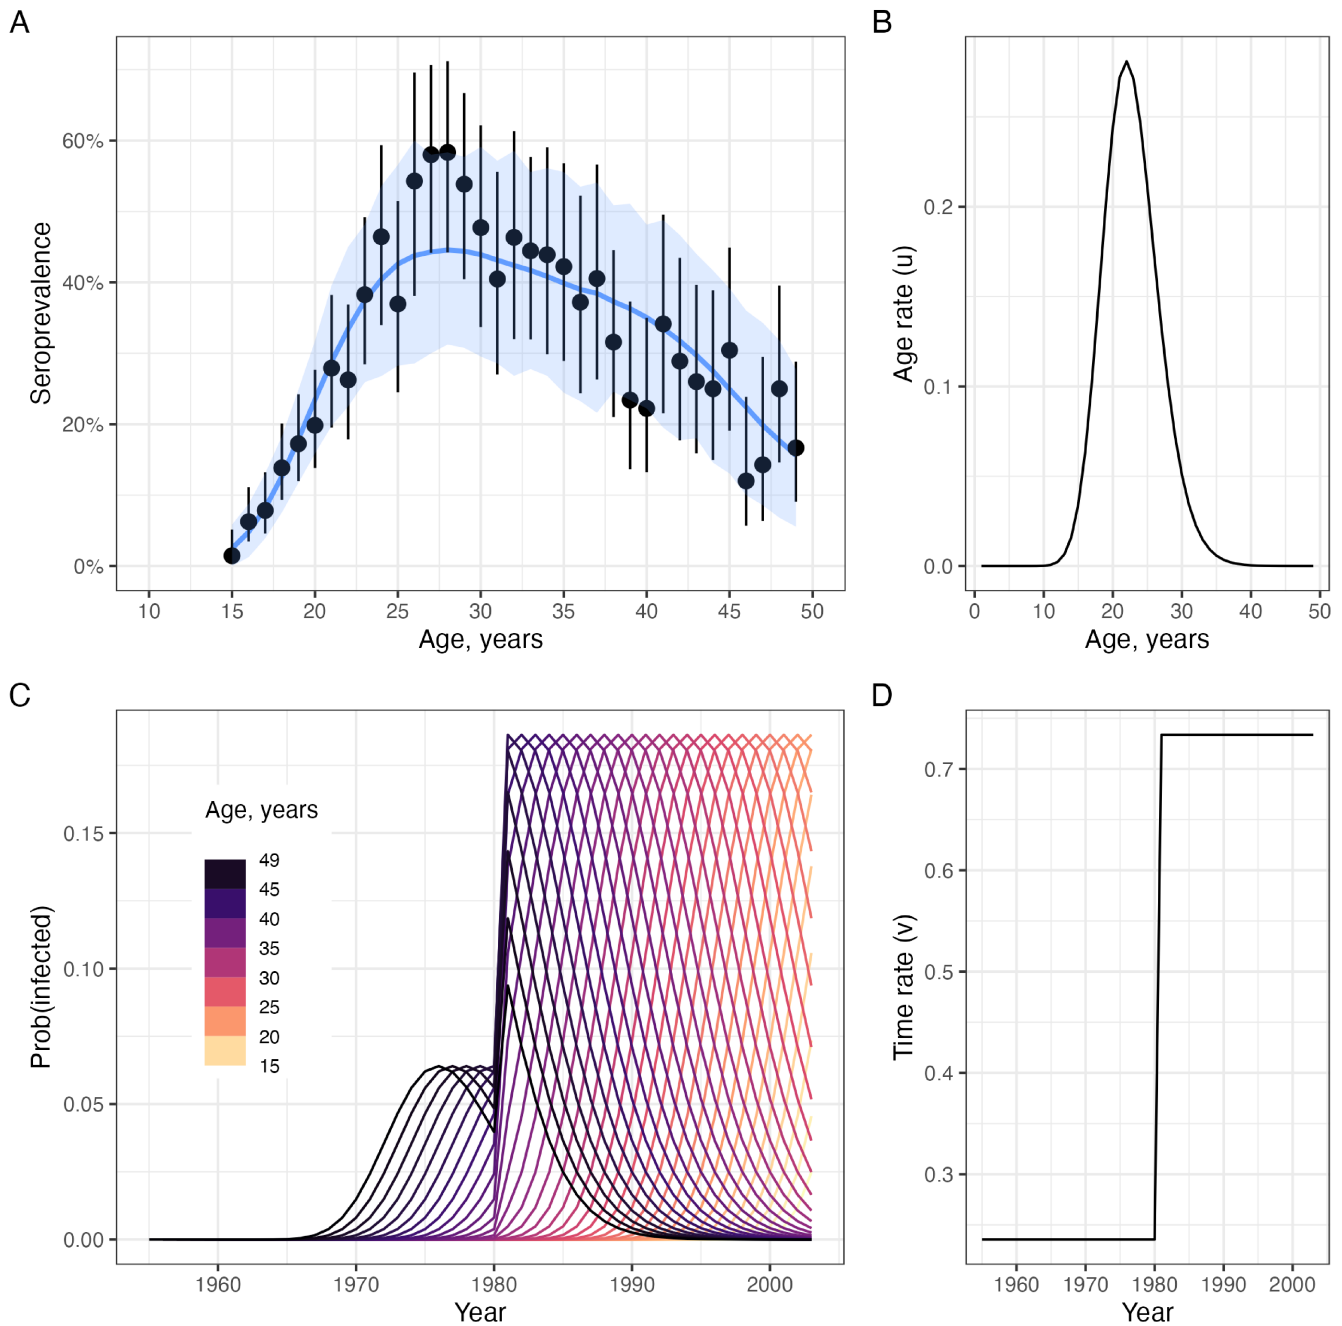 A
Seroprevalence
60%
40%
20%
0%
10 15 20 25 30 35 40 45 50
Age, years
B
Age rate (u)
0.2
0.1
0.0
0 10 20 30 40 50
Age, years
C
Prob(infected)
0.15
0.10
0.05
0.00
Age, years
49
45
40
35
30
25
20
15
1960 1970 1980 1990 2000
Year
D
Time rate (v)
0.7
0.6
0.5
0.4
0.3
1960 1970 1980 1990 2000
Year